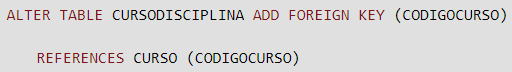 ALTER TABLE CURSODISCIPLINA ADD FOREIGN KEY (CODIGOCURSO)
REFERENCES CURSO (CODIGOCURSO)